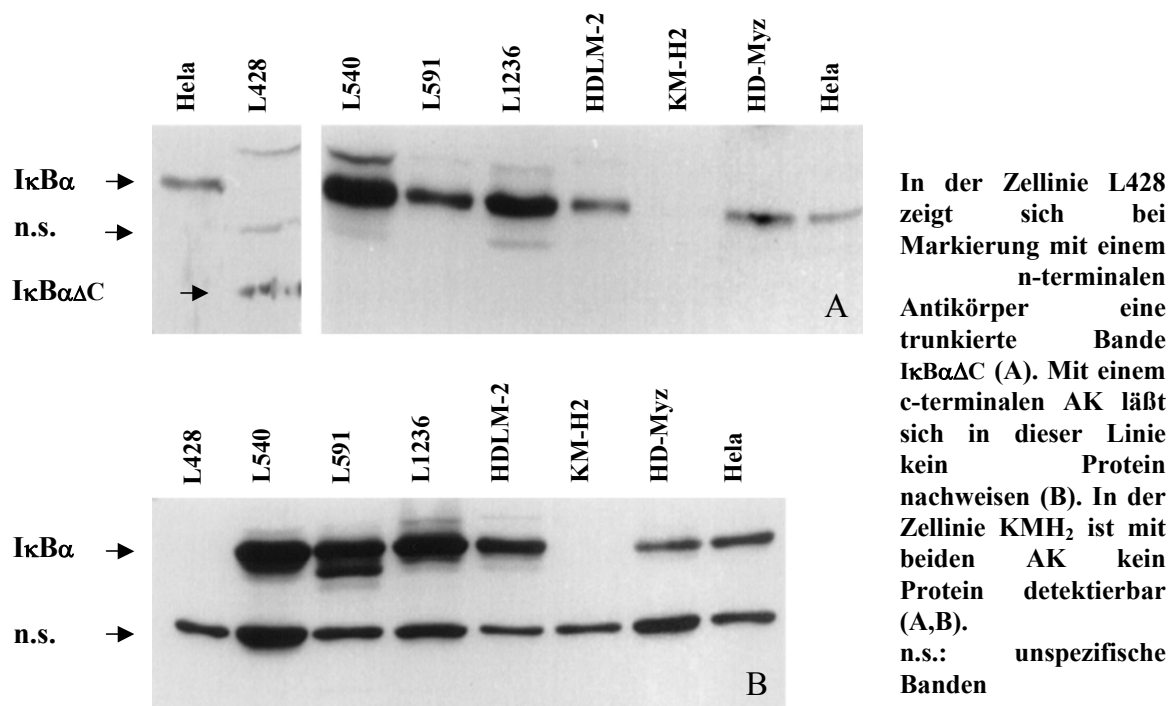 Hela
L428
L540
L591
L1236
HDLM-2
KM-H2
HD-Myz
Hela
IκBα
n.s.
IκBαΔC
A
L428
L540
L591
L1236
HDLM-2
KM-H2
HD-Myz
Hela
IκBα
n.s.
B
In der Zellinie L428
zeigt sich bei
Markierung mit einem
n-terminalen
Antikörper eine
trunkierte Bande
IκBαΔC (A). Mit einem
c-terminalen AK läßt
sich in dieser Linie
kein Protein
nachweisen (B). In der
Zellinie KMH₂ ist mit
beiden AK kein
Protein detektierbar
(A,B).
n.s.: unspezifische
Banden